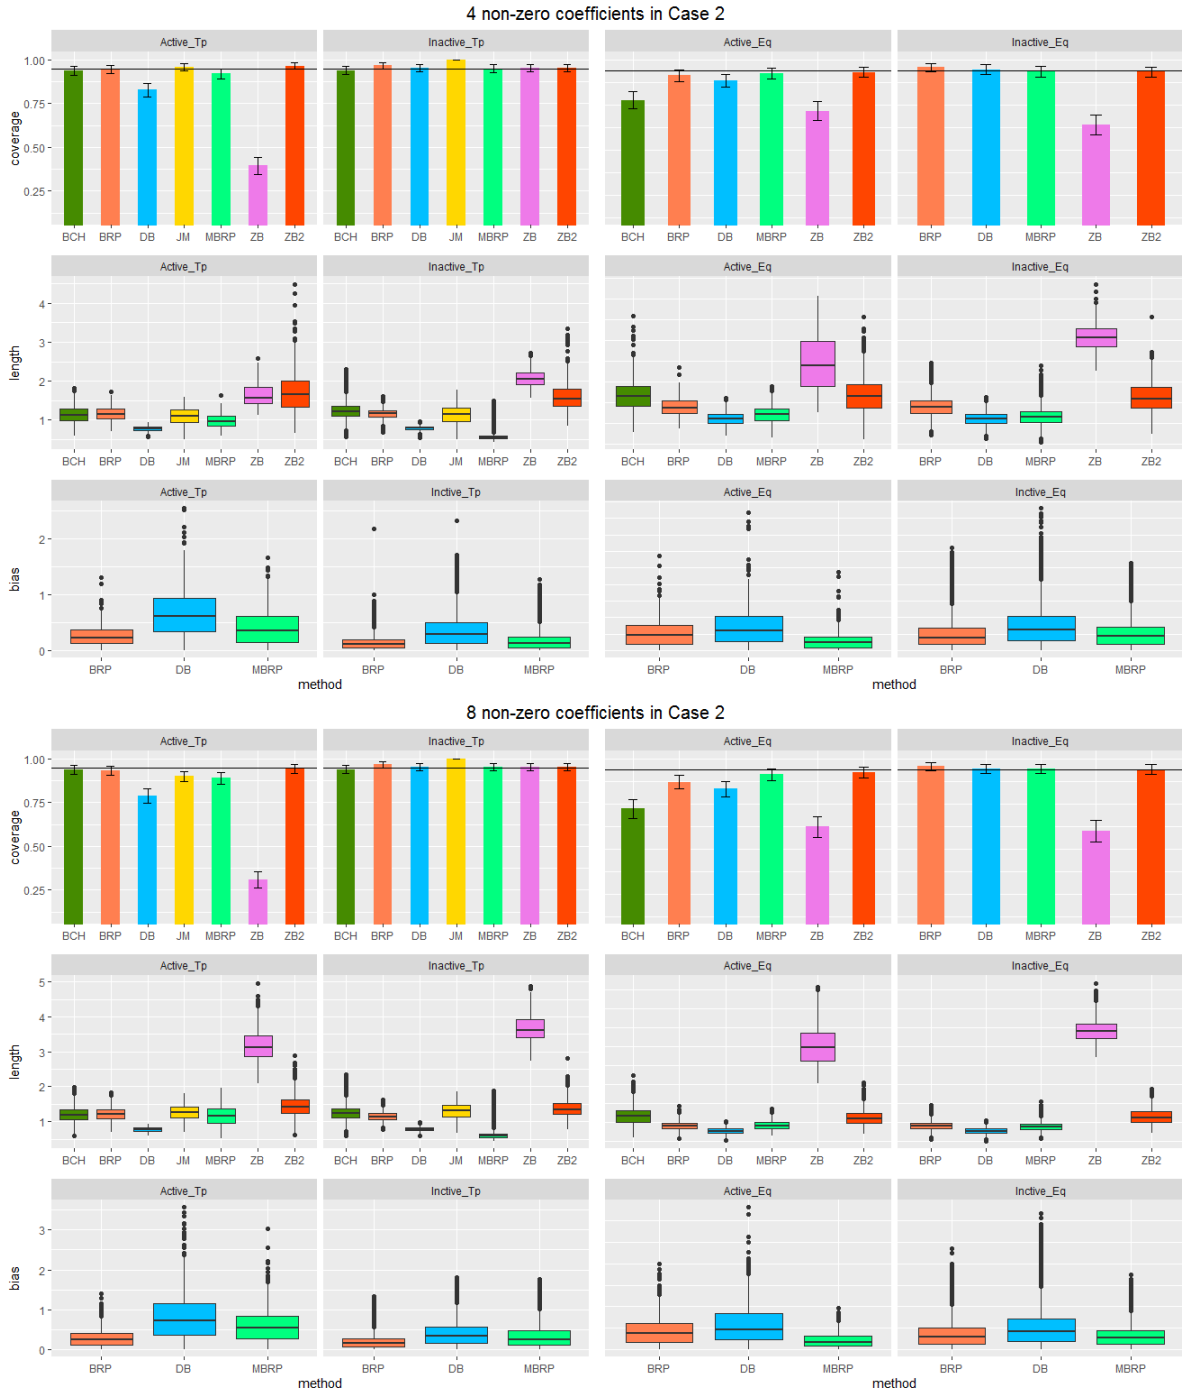 4 non-zero coefficients in Case 2
Active_Tp Inactive_Tp Active_Eq Inactive_Eq
coverage
1.00
0.75
0.50
0.25
BCH BRP DB JM MBRP ZB ZB2 BCH BRP DB JM MBRP ZB ZB2 BCH BRP DB MBRP ZB ZB2 BRP DB MBRP ZB ZB2
Active_Tp Inactive_Tp Active_Eq Inactive_Eq
length
4
3
2
1
BCH BRP DB JM MBRP ZB ZB2 BCH BRP DB JM MBRP ZB ZB2 BCH BRP DB MBRP ZB ZB2 BRP DB MBRP ZB ZB2
Active_Tp Inctive_Tp Active_Eq Inctive_Eq
bias
2
1
0
BRP DB MBRP BRP DB MBRP BRP DB MBRP BRP DB MBRP
method method
8 non-zero coefficients in Case 2
Active_Tp Inactive_Tp Active_Eq Inactive_Eq
coverage
1.00
0.75
0.50
0.25
BCH BRP DB JM MBRP ZB ZB2 BCH BRP DB JM MBRP ZB ZB2 BCH BRP DB MBRP ZB ZB2 BRP DB MBRP ZB ZB2
Active_Tp Inactive_Tp Active_Eq Inactive_Eq
length
5
4
3
2
1
BCH BRP DB JM MBRP ZB ZB2 BCH BRP DB JM MBRP ZB ZB2 BCH BRP DB MBRP ZB ZB2 BRP DB MBRP ZB ZB2
Active_Tp Inctive_Tp Active_Eq Inctive_Eq
bias
3
2
1
0
BRP DB MBRP BRP DB MBRP BRP DB MBRP BRP DB MBRP
method method